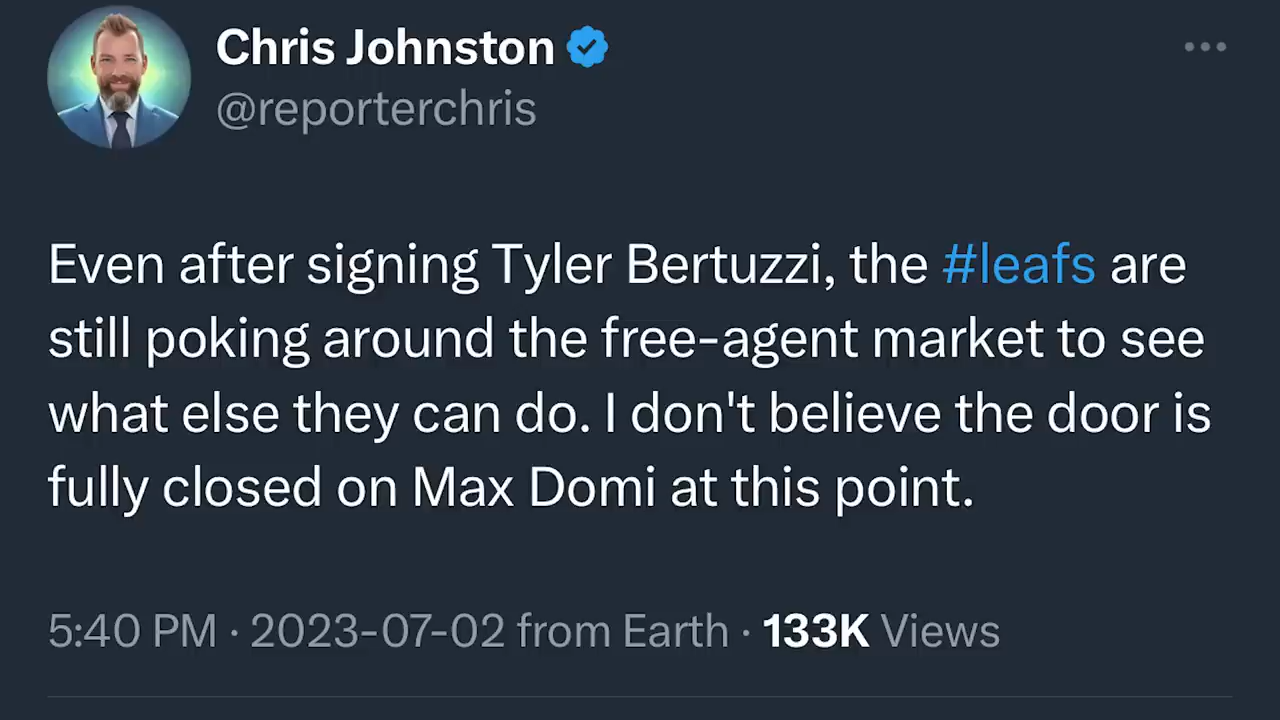 Chris Johnston
@reporterchris
Even after signing Tyler Bertuzzi, the #leafs are
still poking around the free-agent market to see
what else they can do. I don't believe the door is
fully closed on Max Domi at this point.
5:40 PM · 2023-07-02 from Earth · 133K Views